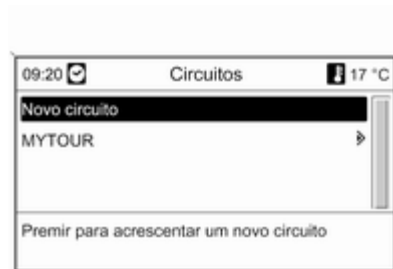 09:20 Circuitos 17 °C
Novo circuito
MYTOUR
Premir para acrescentar um novo circuito